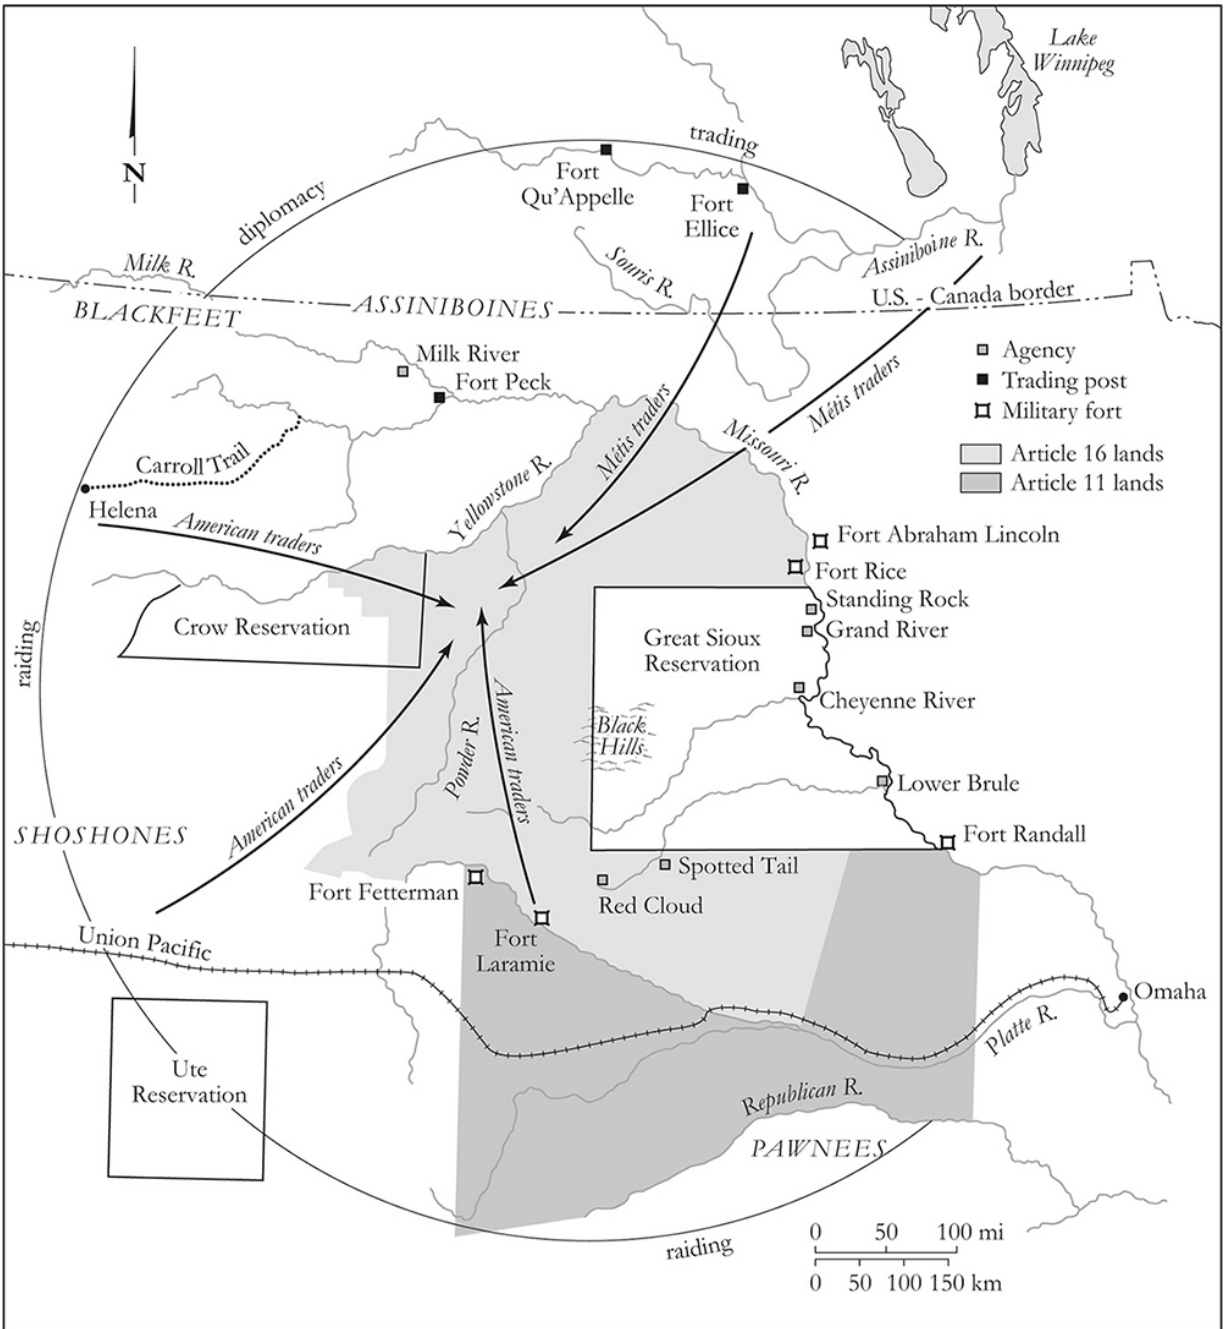 Lake
Winnipeg
trading
Fort
Qu'Appelle
Fort
Ellice
diplomacy
N
Milk R.
Souris R.
Assiniboine R.
BLACKFEET
ASSINIBOINES
U.S. - Canada border
Milk River
Fort Peck
Agency
Trading post
Military fort
Article 16 lands
Article 11 lands
Métis traders
Métis traders
Missouri R.
Carroll Trail
Helena
Yellowstone R.
American traders
Fort Abraham Lincoln
Fort Rice
Standing Rock
Grand River
Crow Reservation
Great Sioux
Reservation
raiding
Cheyenne River
Black
Hills
Powder R.
American traders
American traders
Lower Brule
SHOSHONES
Fort Randall
Spotted Tail
Fort Fetterman
Red Cloud
Union Pacific
Fort
Laramie
Omaha
Platte R.
Ute
Reservation
Republican R.
PAWNEES
raiding
0 50 100 mi
0 50 100 150 km